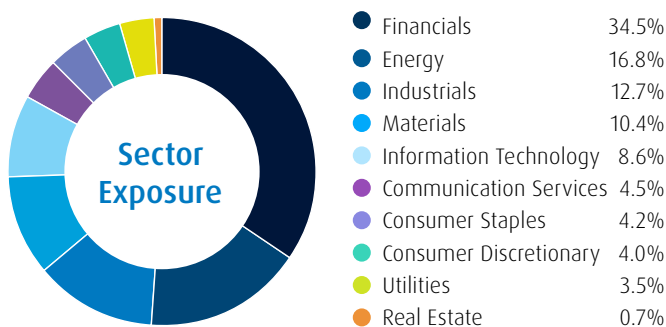 Sector
Exposure
Financials 34.5%
Energy 16.8%
Industrials 12.7%
Materials 10.4%
Information Technology 8.6%
Communication Services 4.5%
Consumer Staples 4.2%
Consumer Discretionary 4.0%
Utilities 3.5%
Real Estate 0.7%